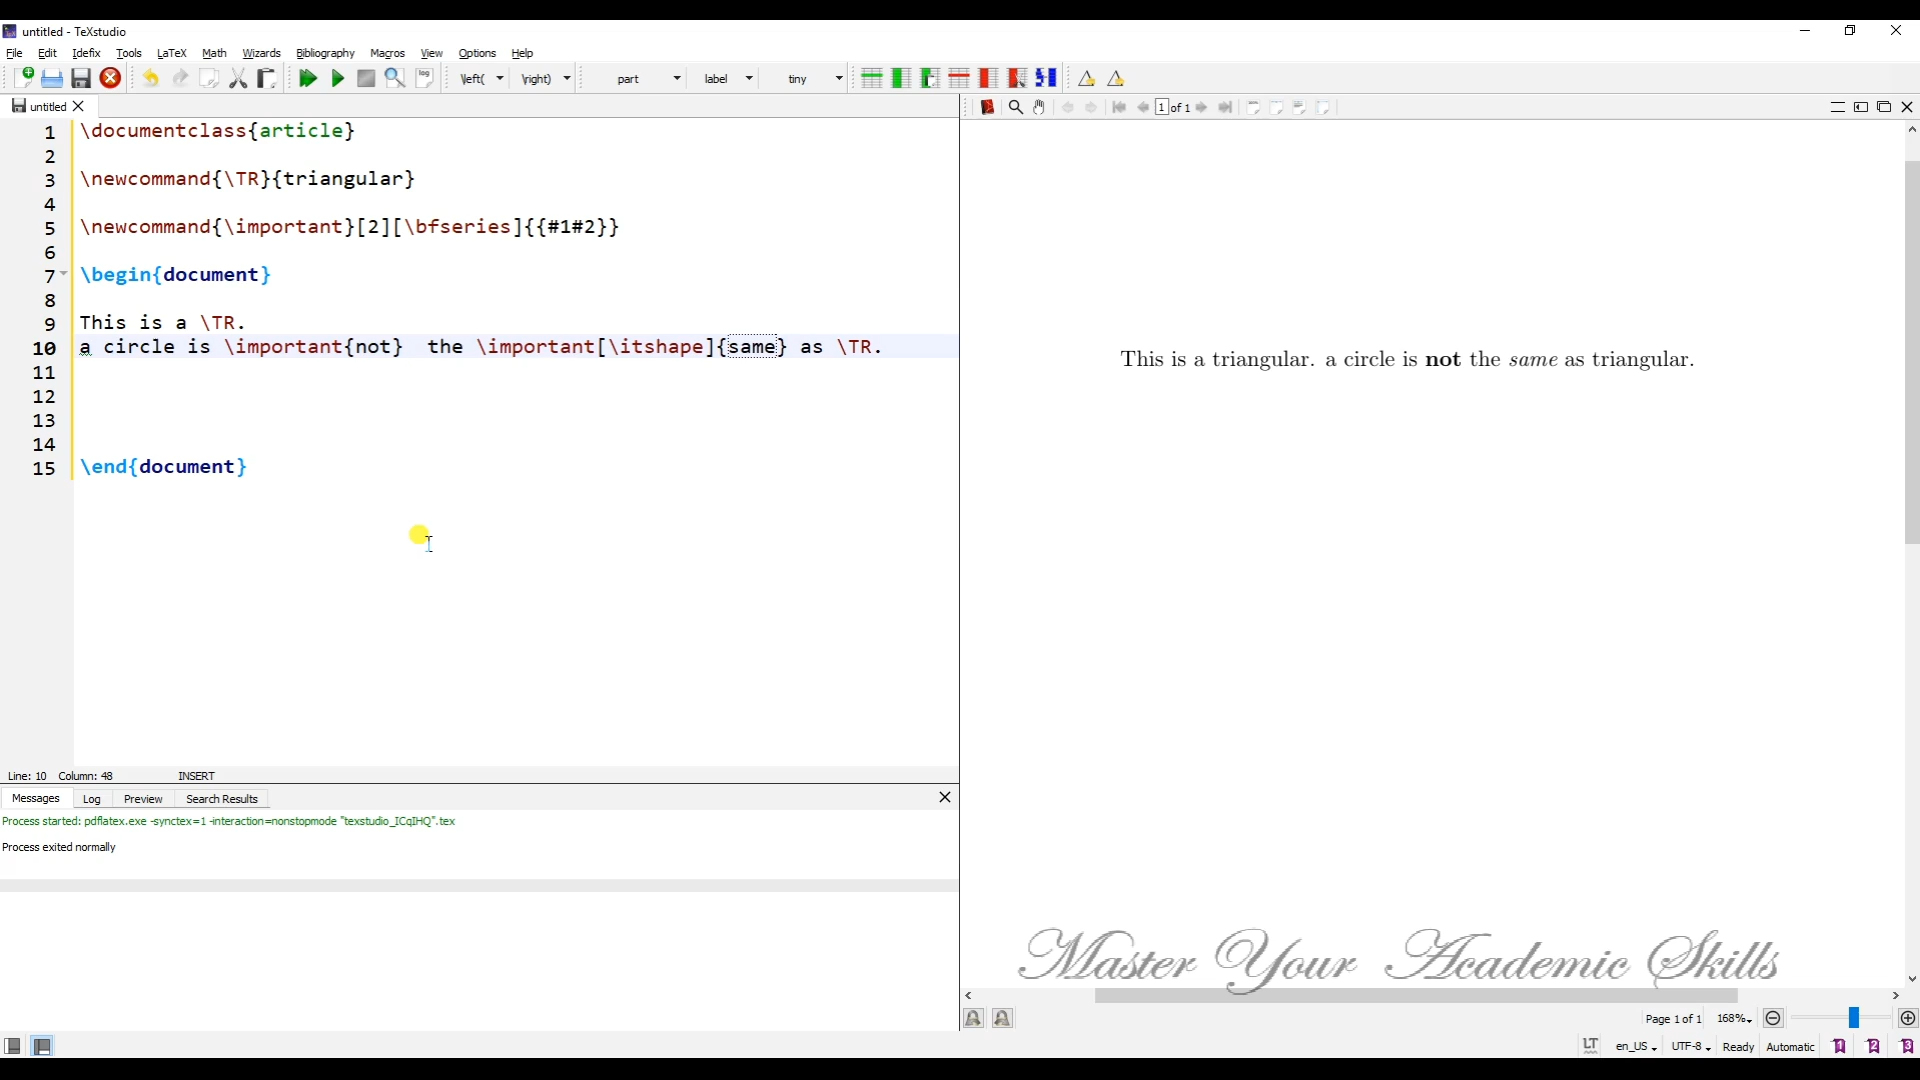 untitled - TeXstudio
File Edit Idefix Tools LaTeX Math Wizards Bibliography Macros View Options Help
log \left( \right) part label tiny
untitled
1 of 1
1 \documentclass{article}
2
3 \newcommand{\TR}{triangular}
4
5 \newcommand{\important}[2][\bfseries]{{#1#2}}
6
7 \begin{document}
8
9 This is a \TR.
10 a circle is \important{not}  the \important[\itshape]{same} as \TR.
11
12
13
14
15 \end{document}
Line: 10 Column: 48 INSERT
Messages Log Preview Search Results
Process started: pdflatex.exe -synctex=1 -interaction=nonstopmode "texstudio_ICqIHQ".tex
Process exited normally
This is a triangular. a circle is not the same as triangular.
Master Your Academic Skills
Page 1 of 1 168%
LT en_US UTF-8 Ready Automatic 1 2 3